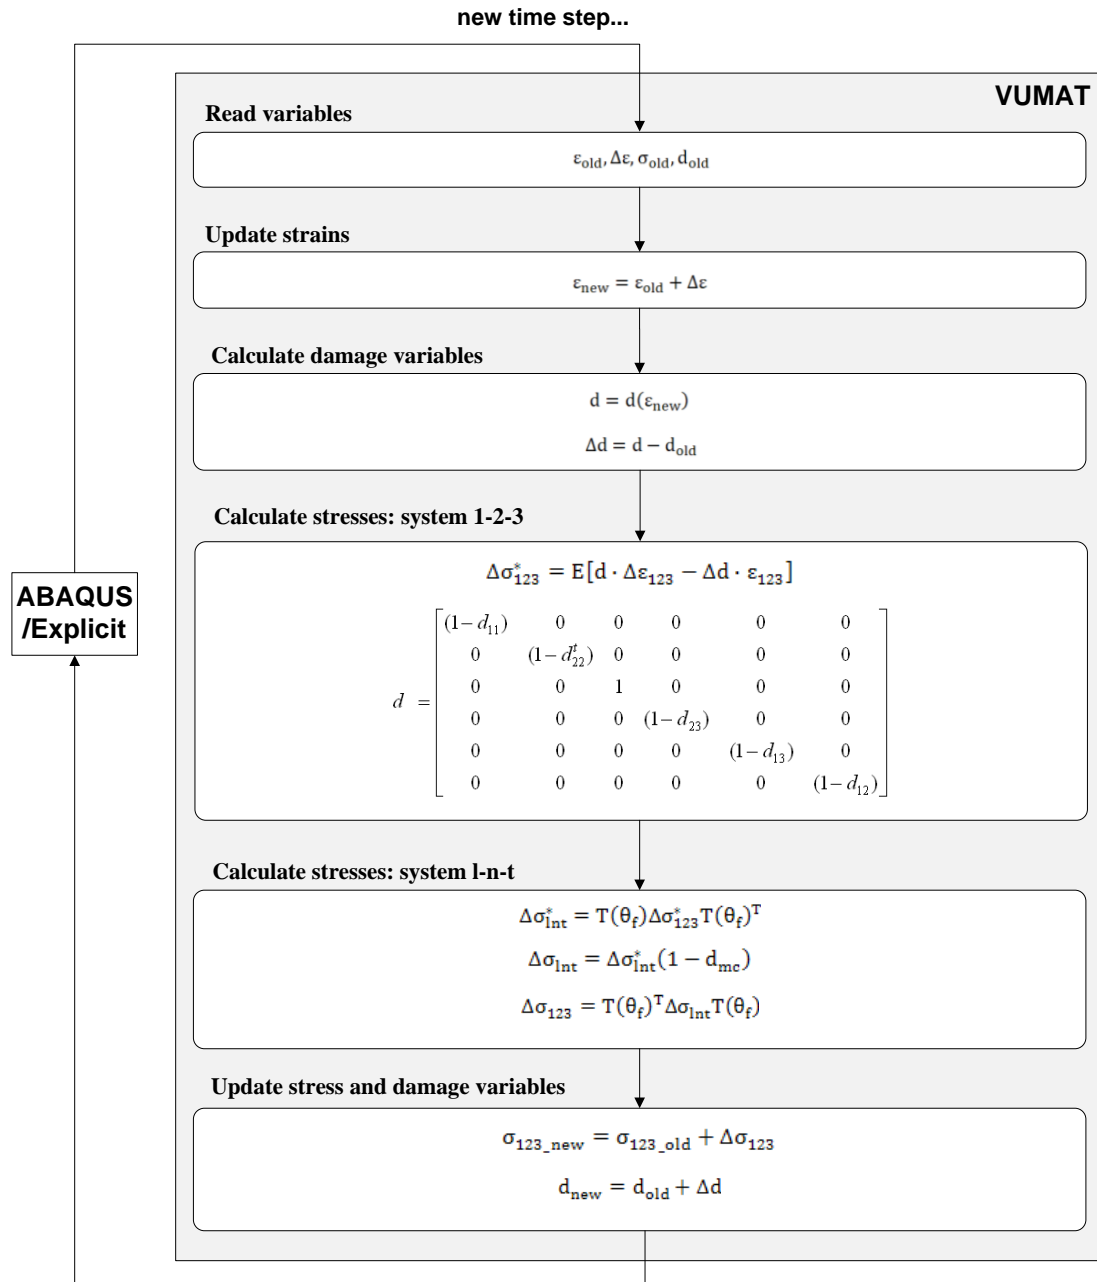 new time step...
VUMAT
Read variables
ε_old, Δε, σ_old, d_old
Update strains
ε_new = ε_old + Δε
Calculate damage variables
d = d(ε_new)
Δd = d − d_old
Calculate stresses: system 1-2-3
Δσ*_123 = E[d · Δε_123 − Δd · ε_123]
ABAQUS
/Explicit
(1−d_11) 0 0 0 0 0
0 (1−d^t_22) 0 0 0 0
0 0 1 0 0 0
d =
0 0 0 (1−d_23) 0 0
0 0 0 0 (1−d_13) 0
0 0 0 0 0 (1−d_12)
Calculate stresses: system l-n-t
Δσ*_lnt = T(θ_f)Δσ*_123T(θ_f)^T
Δσ_lnt = Δσ*_lnt(1 − d_mc)
Δσ_123 = T(θ_f)^TΔσ_lntT(θ_f)
Update stress and damage variables
σ_123_new = σ_123_old + Δσ_123
d_new = d_old + Δd